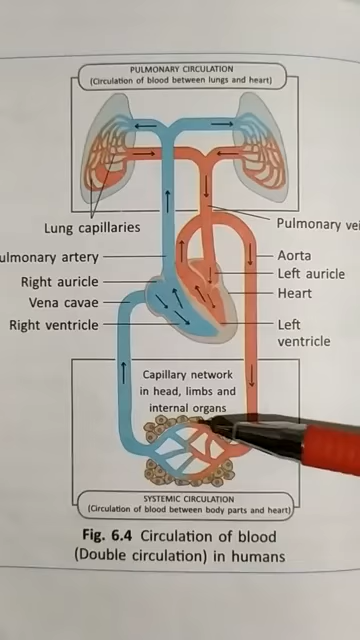 PULMONARY CIRCULATION
(Circulation of blood between lungs and heart)
Lung capillaries
Pulmonary vei
ulmonary artery
Aorta
Right auricle
Left auricle
Vena cavae
Heart
Right ventricle
Left
ventricle
Capillary network
in head, limbs and
internal organs
SYSTEMIC CIRCULATION
(Circulation of blood between body parts and heart)
Fig. 6.4 Circulation of blood
(Double circulation) in humans